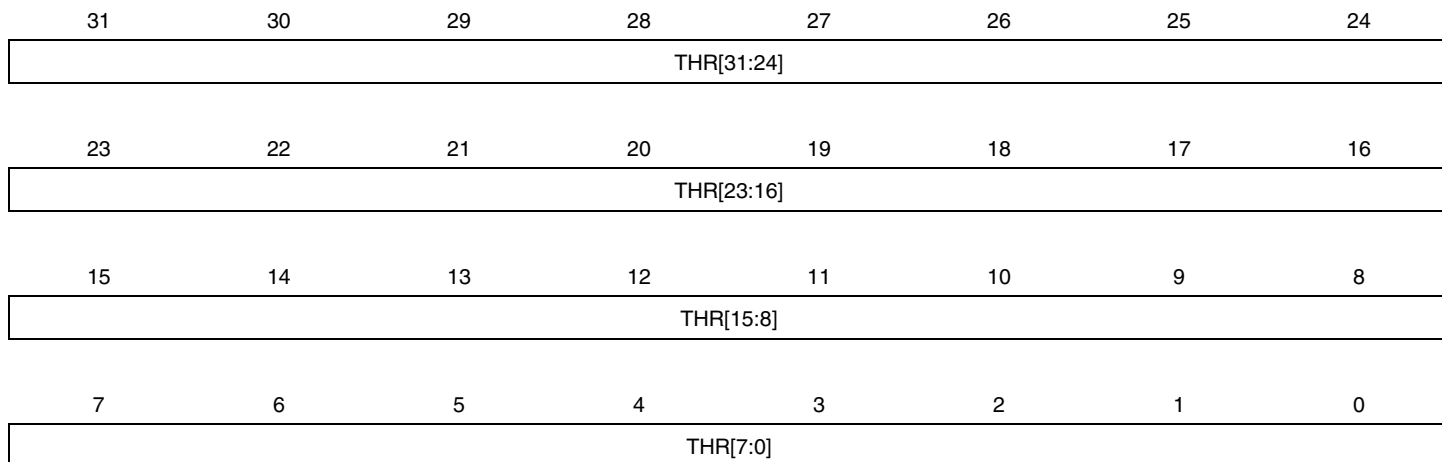 31 30 29 28 27 26 25 24
THR[31:24]
23 22 21 20 19 18 17 16
THR[23:16]
15 14 13 12 11 10 9 8
THR[15:8]
7 6 5 4 3 2 1 0
THR[7:0]